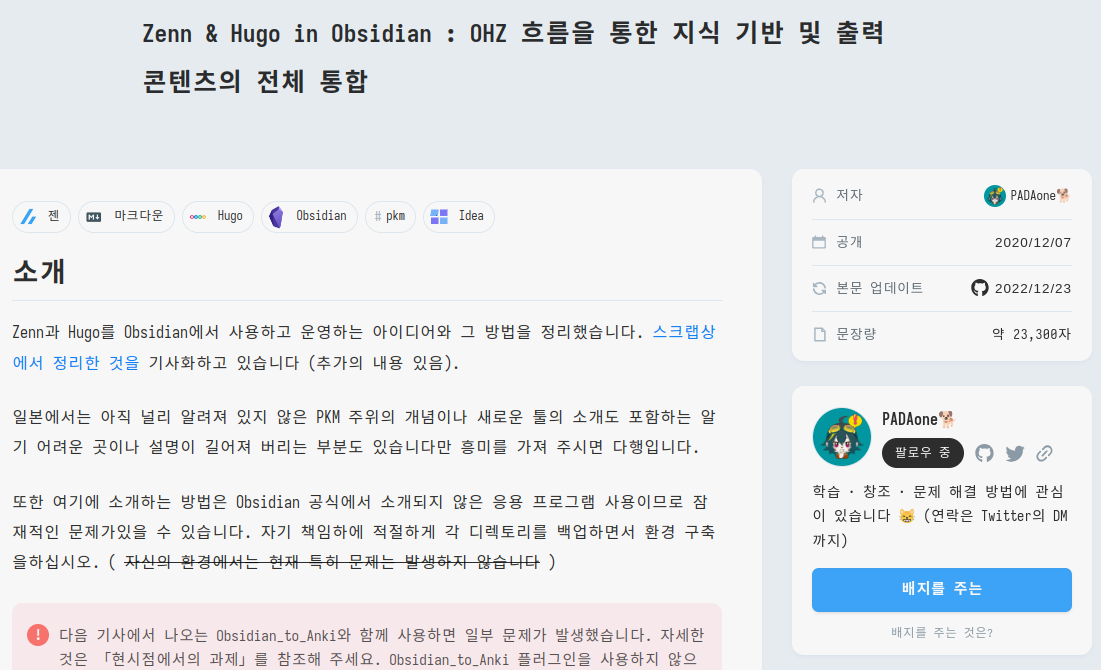 Zenn & Hugo in Obsidian : OHZ 흐름을 통한 지식 기반 및 출력
콘텐츠의 전체 통합
젠
마크다운
Hugo
Obsidian
# pkm
Idea
소개
Zenn과 Hugo를 Obsidian에서 사용하고 운영하는 아이디어와 그 방법을 정리했습니다. 스크랩상
에서 정리한 것을 기사화하고 있습니다 (추가의 내용 있음).
일본에서는 아직 널리 알려져 있지 않은 PKM 주위의 개념이나 새로운 툴의 소개도 포함하는 알
기 어려운 곳이나 설명이 길어져 버리는 부분도 있습니다만 흥미를 가져 주시면 다행입니다.
또한 여기에 소개하는 방법은 Obsidian 공식에서 소개되지 않은 응용 프로그램 사용이므로 잠
재적인 문제가있을 수 있습니다. 자기 책임하에 적절하게 각 디렉토리를 백업하면서 환경 구축
을하십시오. ( 자신의 환경에서는 현재 특히 문제는 발생하지 않습니다 )
다음 기사에서 나오는 Obsidian_to_Anki와 함께 사용하면 일부 문제가 발생했습니다. 자세한
것은 「현시점에서의 과제」를 참조해 주세요. Obsidian_to_Anki 플러그인을 사용하지 않으
저자
PADAone🐕
공개
2020/12/07
본문 업데이트
2022/12/23
문장량
약 23,300자
PADAone🐕
팔로우 중
학습 · 창조 · 문제 해결 방법에 관심
이 있습니다 😸 (연락은 Twitter의 DM
까지)
배지를 주는
배지를 주는 것은?